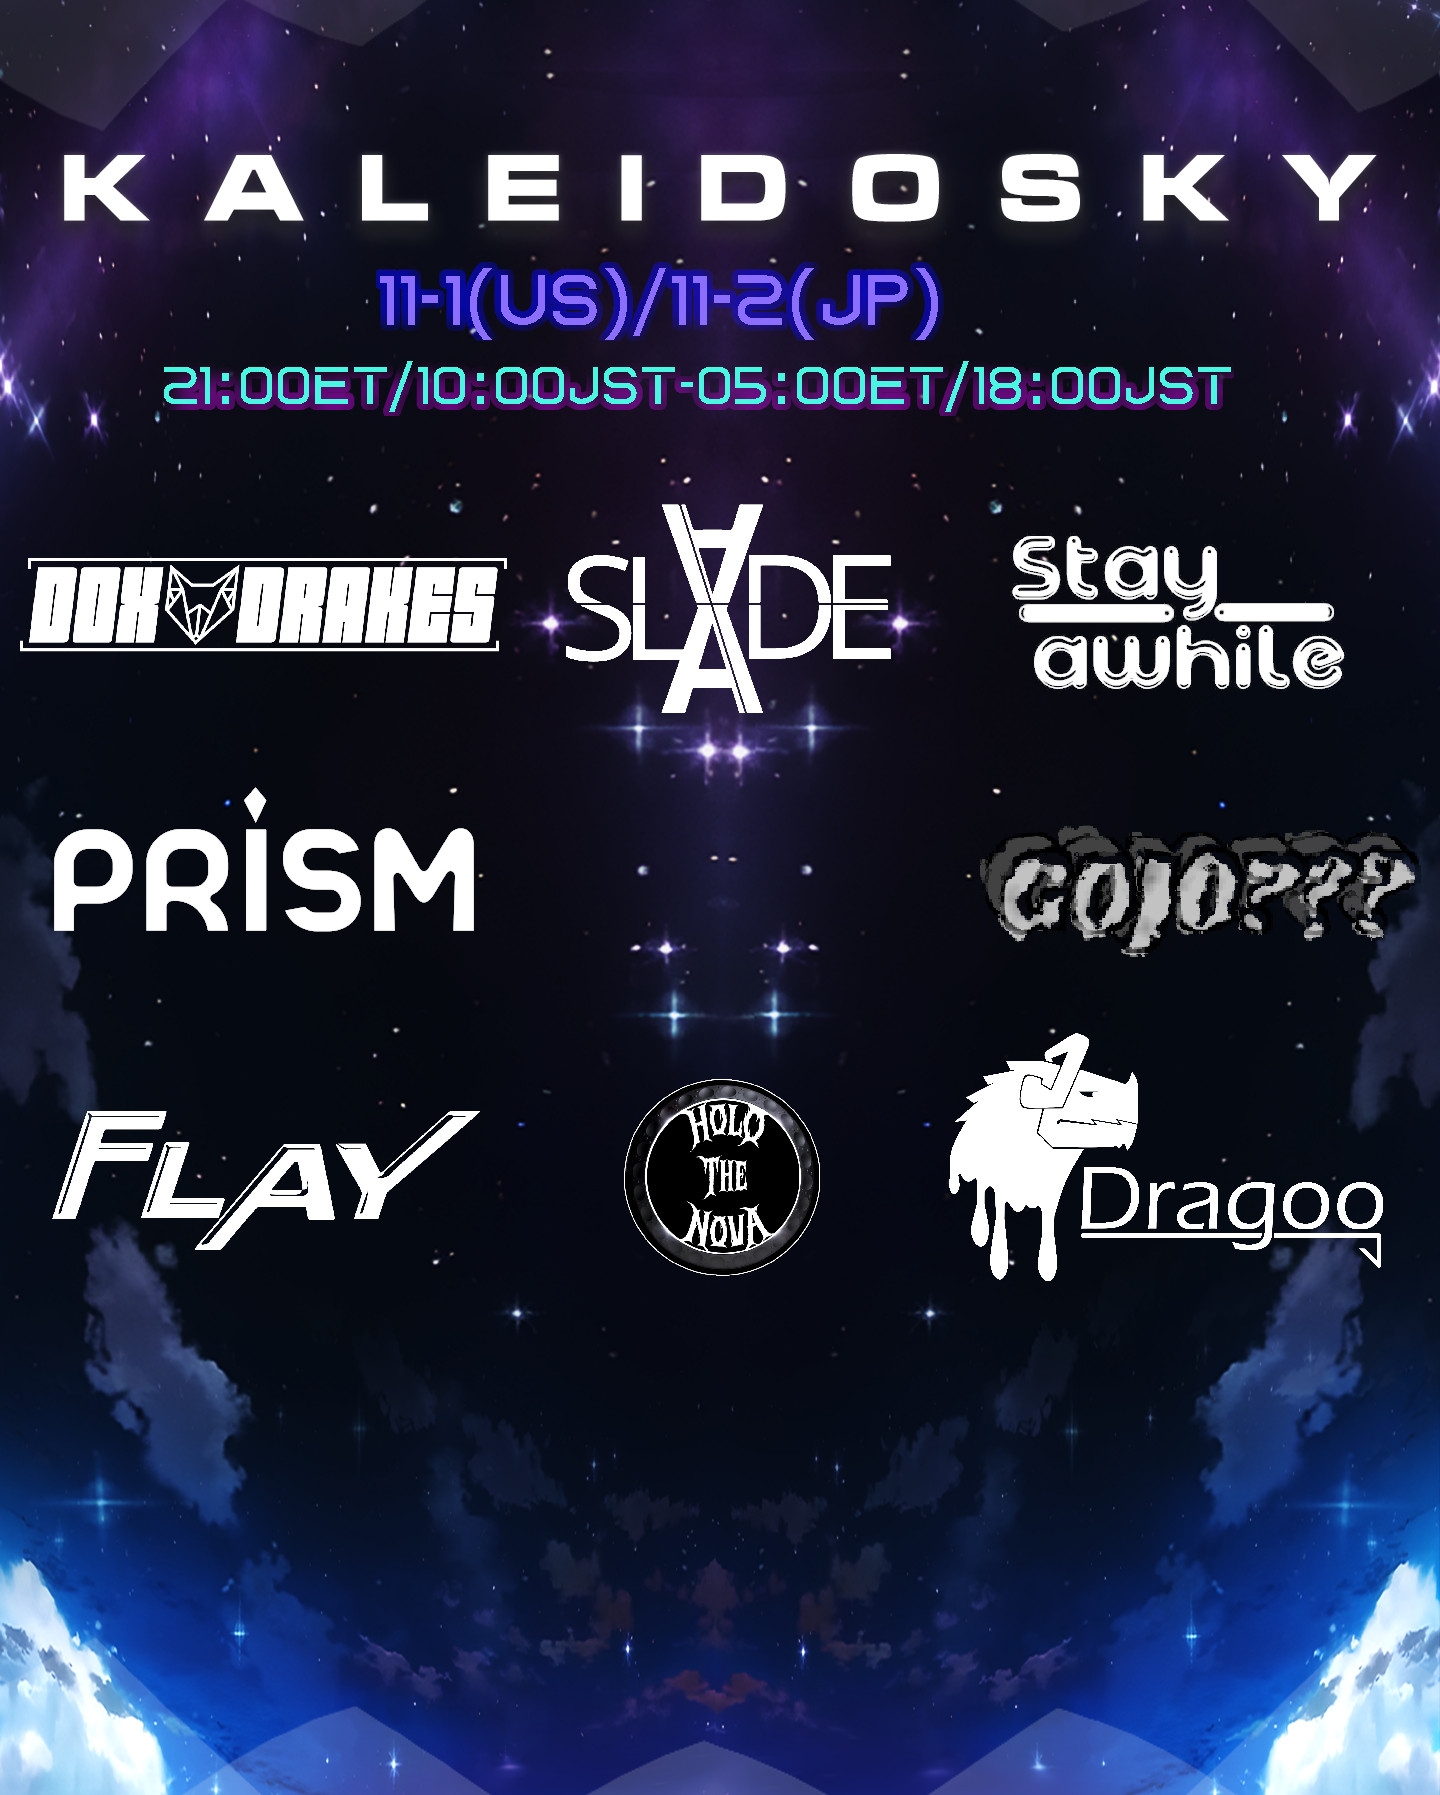 KALEIDOSKY
11-1(US)/11-2(JP)
21:00ET/10:00JST-05:00ET/18:00JST
DOX DRAKES
SLADE
Stay
awhile
PRISM
GOJO???
FLAY
HOLO
THE
NOVA
Dragoo